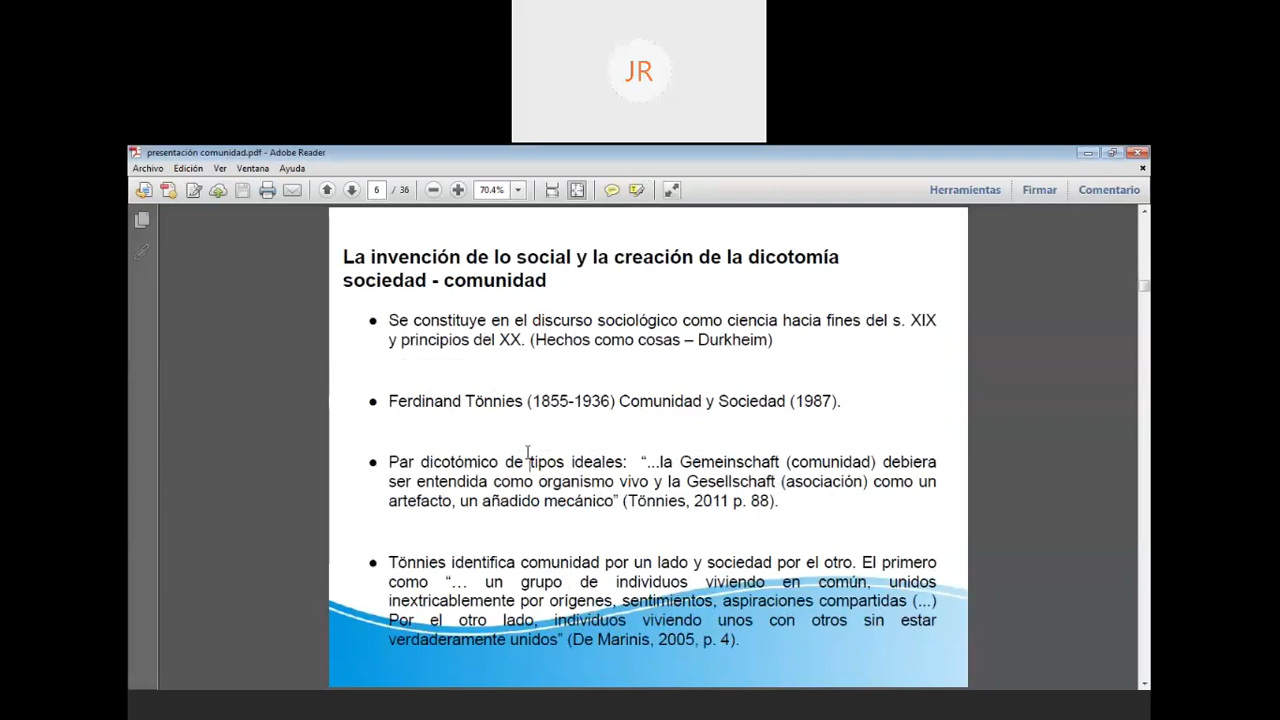 JR
presentación comunidad.pdf - Adobe Reader
Archivo Edición Ver Ventana Ayuda
6 / 36 70.4% Herramientas Firmar Comentario
La invención de lo social y la creación de la dicotomía
sociedad - comunidad
● Se constituye en el discurso sociológico como ciencia hacia fines del s. XIX
y principios del XX. (Hechos como cosas – Durkheim)
● Ferdinand Tönnies (1855-1936) Comunidad y Sociedad (1987).
● Par dicotómico de tipos ideales: “...la Gemeinschaft (comunidad) debiera
ser entendida como organismo vivo y la Gesellschaft (asociación) como un
artefacto, un añadido mecánico” (Tönnies, 2011 p. 88).
● Tönnies identifica comunidad por un lado y sociedad por el otro. El primero
como “… un grupo de individuos viviendo en común, unidos
inextricablemente por orígenes, sentimientos, aspiraciones compartidas (...)
Por el otro lado, individuos viviendo unos con otros sin estar
verdaderamente unidos” (De Marinis, 2005, p. 4).